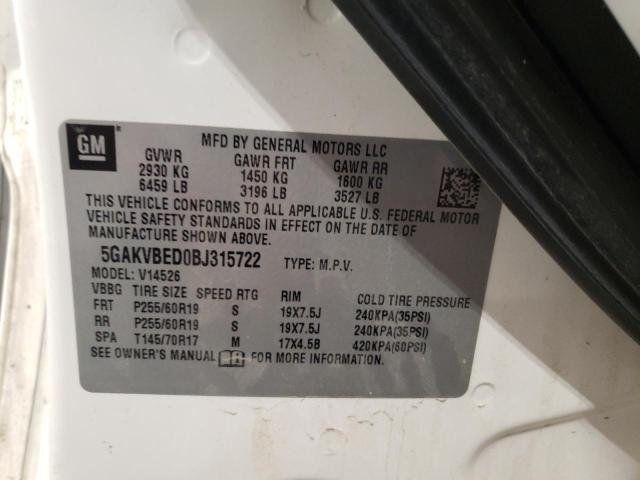 GM
MFD BY GENERAL MOTORS LLC
GVWR GAWR FRT GAWR RR
2930 KG 1450 KG 1600 KG
6459 LB 3196 LB 3527 LB
THIS VEHICLE CONFORMS TO ALL APPLICABLE U.S. FEDERAL MOTOR
VEHICLE SAFETY STANDARDS IN EFFECT ON THE DATE OF
MANUFACTURE SHOWN ABOVE.
5GAKVBED0BJ315722 TYPE: M.P.V.
MODEL: V14526
VBBG TIRE SIZE SPEED RTG RIM COLD TIRE PRESSURE
FRT P255/60R19 S 19X7.5J 240KPA(35PSI)
RR P255/60R19 S 19X7.5J 240KPA(35PSI)
SPA T145/70R17 M 17X4.5B 420KPA(60PSI)
SEE OWNER'S MANUAL FOR MORE INFORMATION.